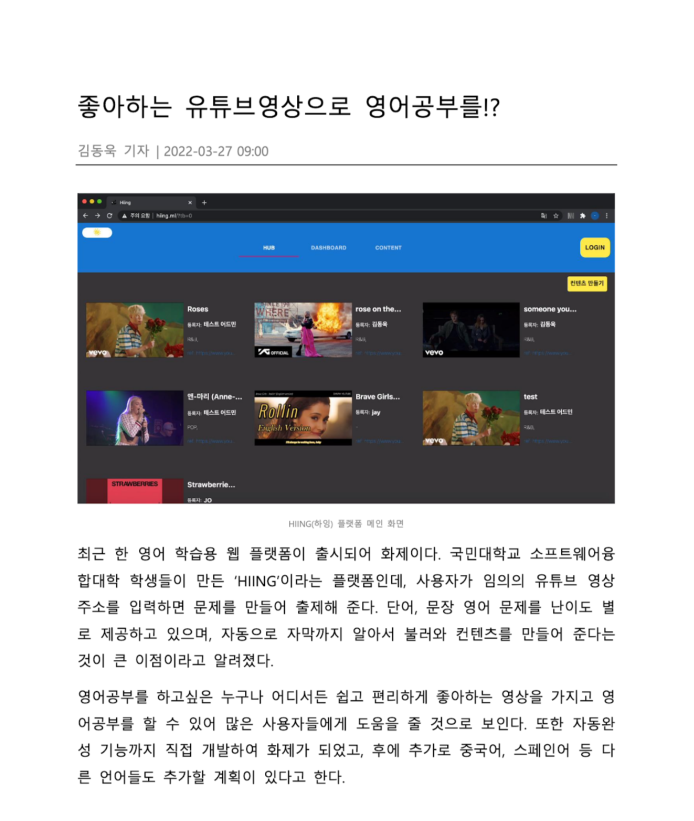 좋아하는 유튜브영상으로 영어공부를!?
김동욱 기자 | 2022-03-27 09:00
Hiing
주의 요함 | hiing.ml/?tb=0
HUB DASHBOARD CONTENT LOGIN
컨텐츠 만들기
Roses
등록자: 테스트 어드민
vevo
rose on the...
등록자: 김동욱
WHERE
YG OFFICIAL
someone you...
등록자: 김동욱
vevo
앤-마리 (Anne-...
등록자: 테스트 어드민
POP,
Brave Girls...
등록자: jay
Rollin
English Version
test
등록자: 테스트 어드민
vevo
STRAWBERRIES
Strawberrie...
등록자: JO
HIING(하잉) 플랫폼 메인 화면
최근 한 영어 학습용 웹 플랫폼이 출시되어 화제이다. 국민대학교 소프트웨어융
합대학 학생들이 만든 ‘HIING’이라는 플랫폼인데, 사용자가 임의의 유튜브 영상
주소를 입력하면 문제를 만들어 출제해 준다. 단어, 문장 영어 문제를 난이도 별
로 제공하고 있으며, 자동으로 자막까지 알아서 불러와 컨텐츠를 만들어 준다는
것이 큰 이점이라고 알려졌다.
영어공부를 하고싶은 누구나 어디서든 쉽고 편리하게 좋아하는 영상을 가지고 영
어공부를 할 수 있어 많은 사용자들에게 도움을 줄 것으로 보인다. 또한 자동완
성 기능까지 직접 개발하여 화제가 되었고, 후에 추가로 중국어, 스페인어 등 다
른 언어들도 추가할 계획이 있다고 한다.